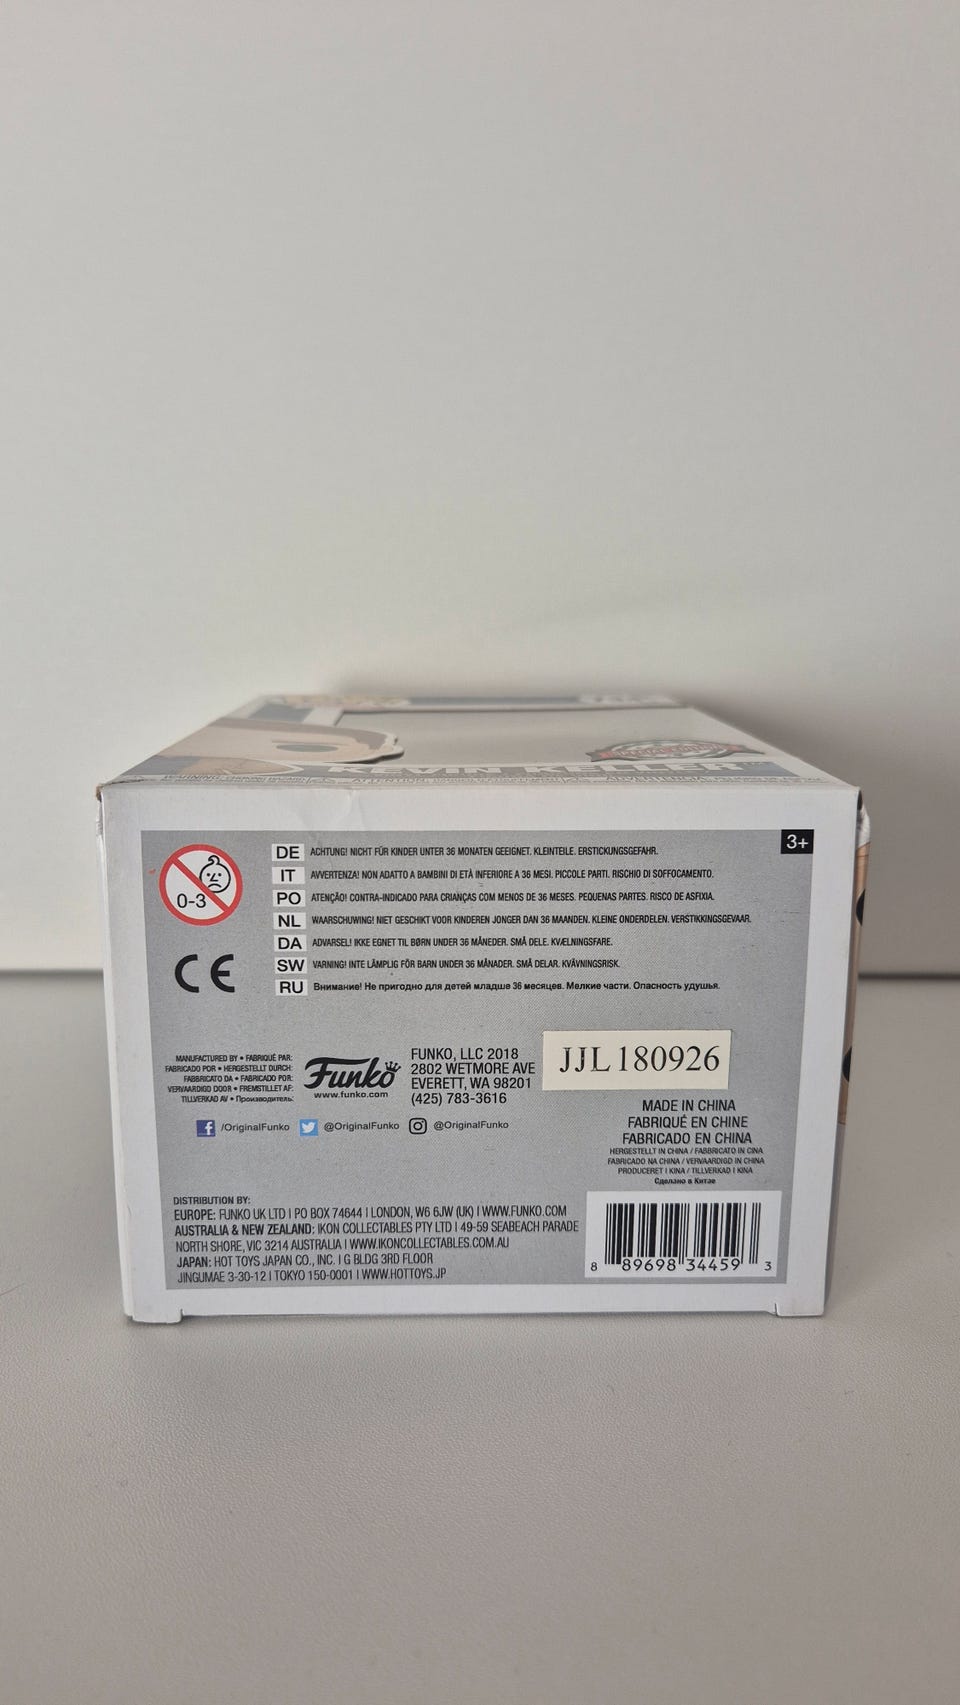 KEVIN KELLER
3+
0-3
DE ACHTUNG! NICHT FÜR KINDER UNTER 36 MONATEN GEEIGNET. KLEINTEILE. ERSTICKUNGSGEFAHR.
IT AVVERTENZA! NON ADATTO A BAMBINI DI ETÀ INFERIORE A 36 MESI. PICCOLE PARTI. RISCHIO DI SOFFOCAMENTO.
PO ATENÇÃO! CONTRA-INDICADO PARA CRIANÇAS COM MENOS DE 36 MESES. PEQUENAS PARTES. RISCO DE ASFIXIA.
NL WAARSCHUWING! NIET GESCHIKT VOOR KINDEREN JONGER DAN 36 MAANDEN. KLEINE ONDERDELEN. VERSTIKKINGSGEVAAR.
DA ADVARSEL! IKKE EGNET TIL BØRN UNDER 36 MÅNEDER. SMÅ DELE. KVÆLNINGSFARE.
SW VARNING! INTE LÄMPLIG FÖR BARN UNDER 36 MÅNADER. SMÅ DELAR. KVÄVNINGSRISK.
RU Внимание! Не пригодно для детей младше 36 месяцев. Мелкие части. Опасность удушья.
CE
MANUFACTURED BY • FABRIQUÉ PAR:
FABRICADO POR • HERGESTELLT DURCH:
FABBRICATO DA • FABRICADO POR:
VERVAARDIGD DOOR • FREMSTILLET AF:
TILLVERKAD AV • Производитель:
Funko
www.funko.com
FUNKO, LLC 2018
2802 WETMORE AVE
EVERETT, WA 98201
(425) 783-3616
JJL180926
/OriginalFunko @OriginalFunko @OriginalFunko
MADE IN CHINA
FABRIQUÉ EN CHINE
FABRICADO EN CHINA
HERGESTELLT IN CHINA / FABBRICATO IN CINA
FABRICADO NA CHINA / VERVAARDIGD IN CHINA
PRODUCERET I KINA / TILLVERKAD I KINA
Сделано в Китае
DISTRIBUTION BY:
EUROPE: FUNKO UK LTD | PO BOX 74644 | LONDON, W6 6JW (UK) | WWW.FUNKO.COM
AUSTRALIA & NEW ZEALAND: IKON COLLECTABLES PTY LTD | 49-59 SEABEACH PARADE
NORTH SHORE, VIC 3214 AUSTRALIA | WWW.IKONCOLLECTABLES.COM.AU
JAPAN: HOT TOYS JAPAN CO., INC. | G BLDG 3RD FLOOR
JINGUMAE 3-30-12 | TOKYO 150-0001 | WWW.HOTTOYS.JP
8 89698 34459 3